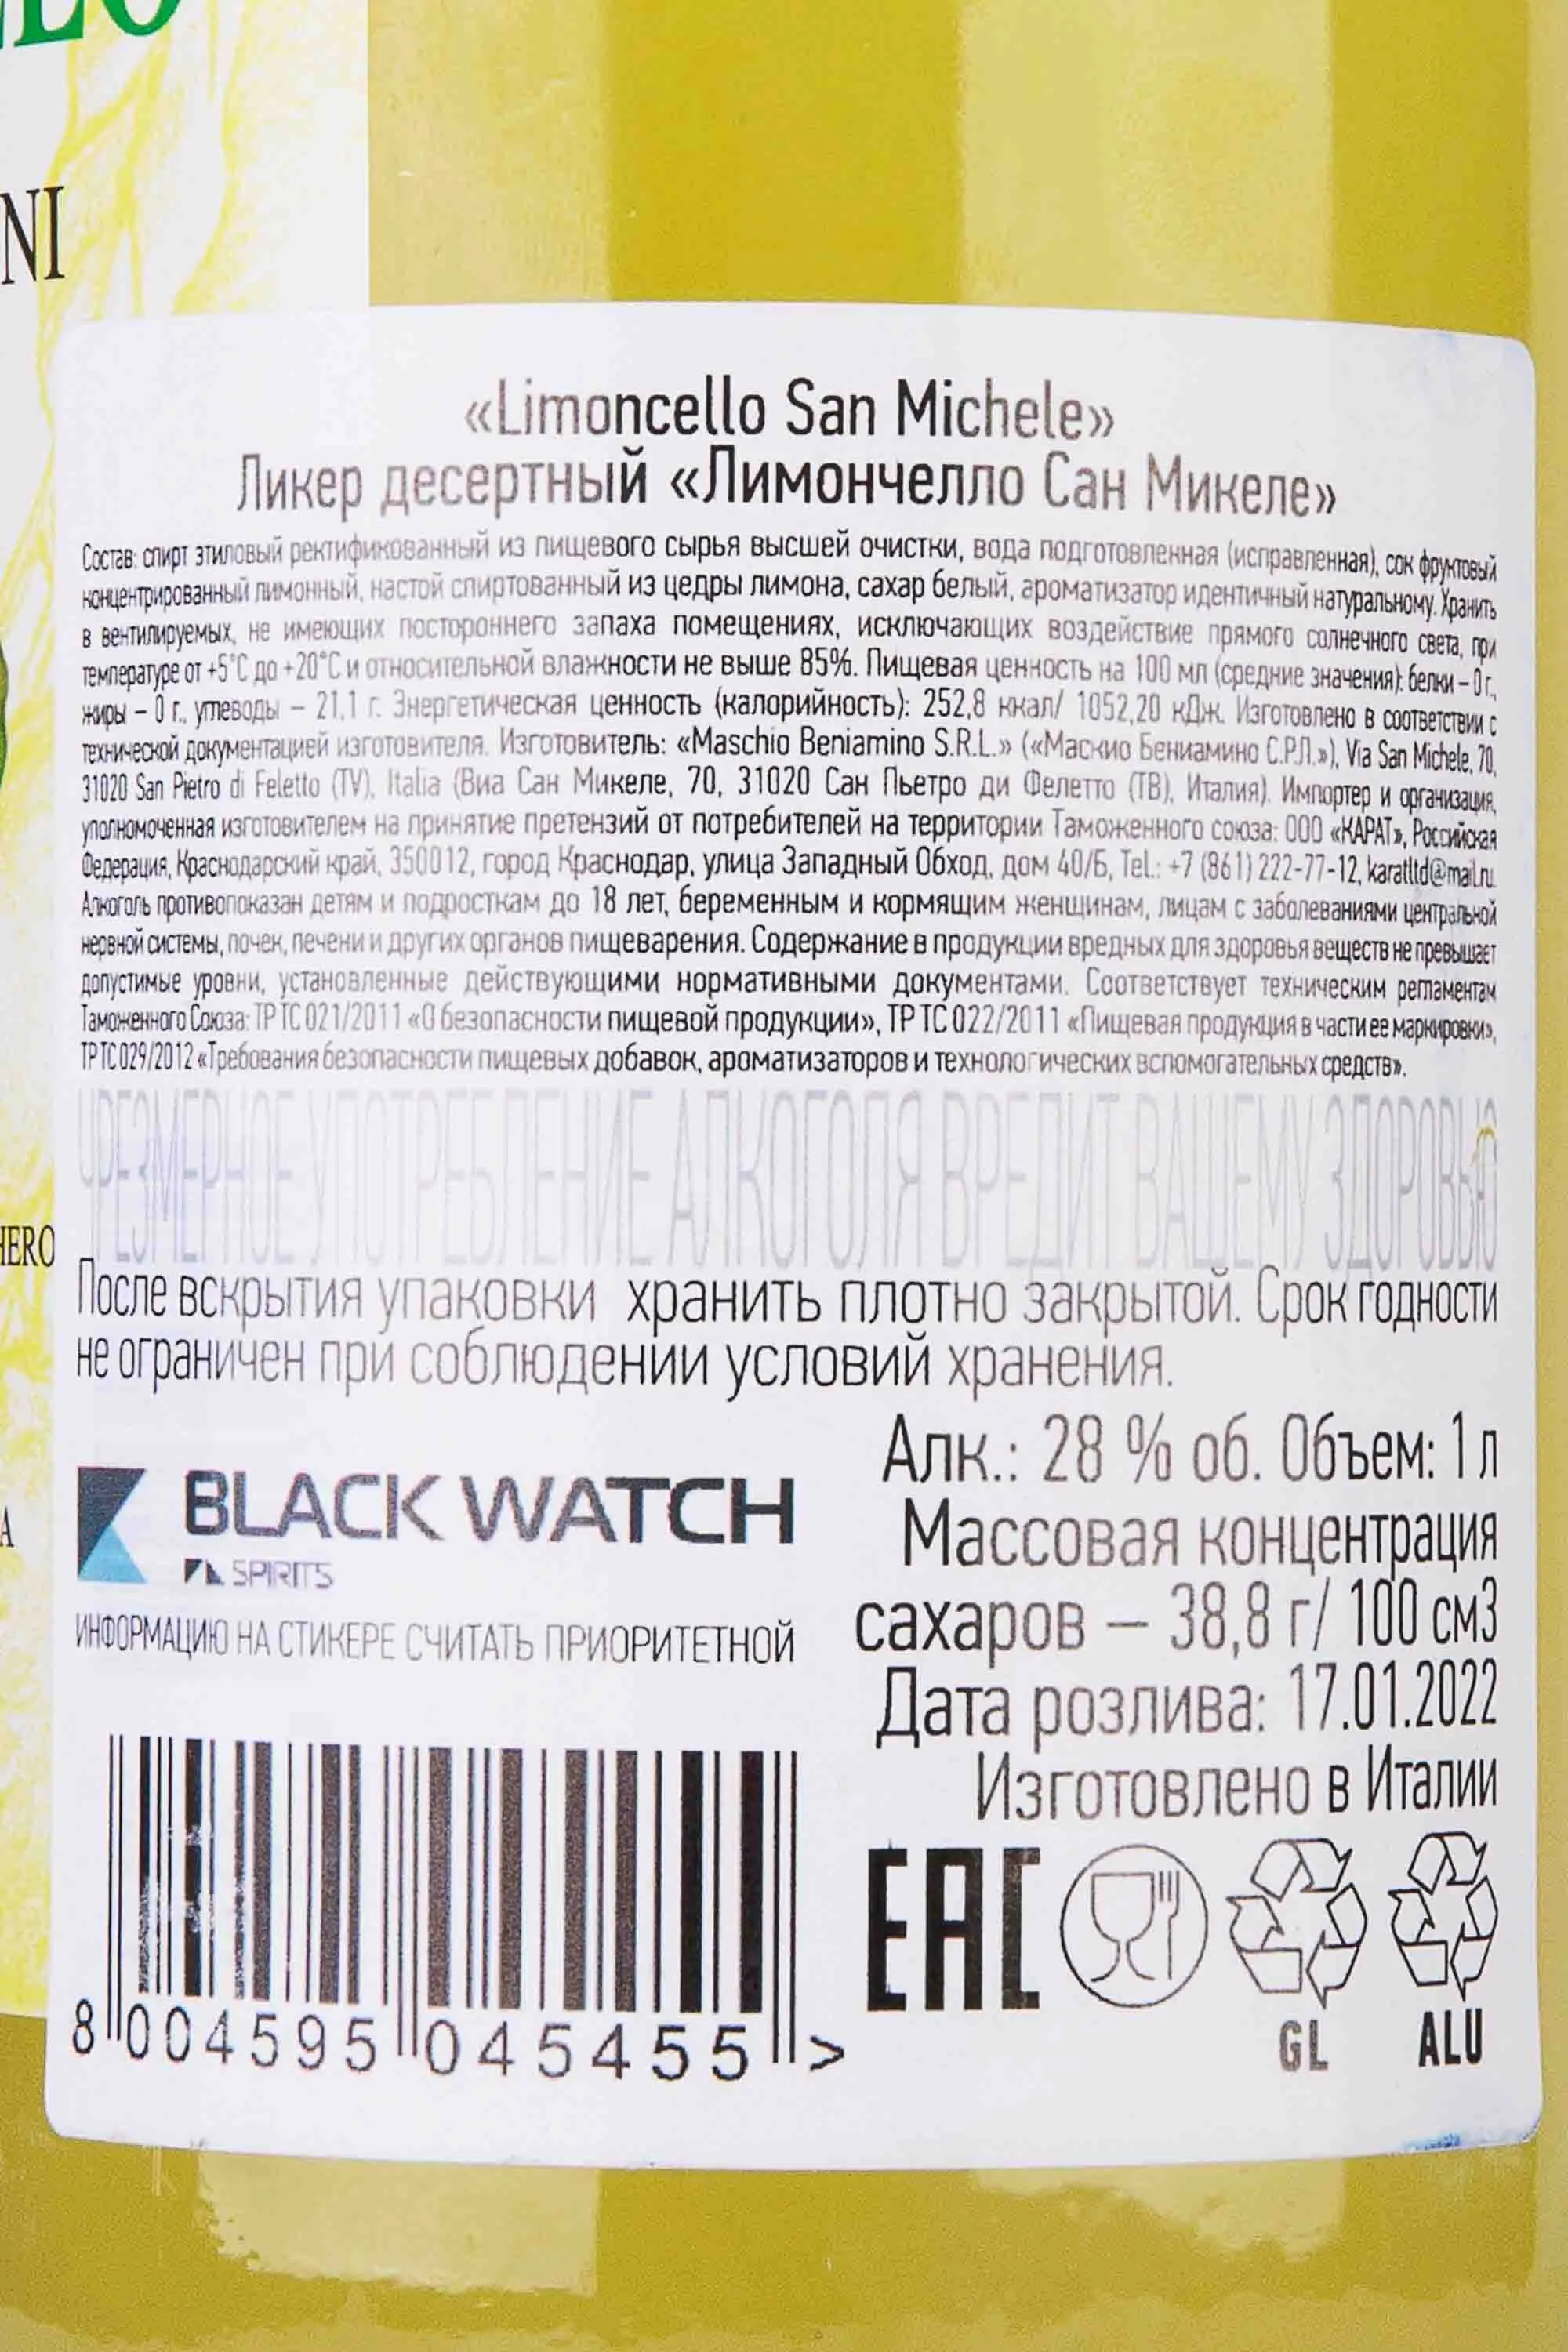 NI
«Limoncello San Michele»
Ликер десертный «Лимончелло Сан Микеле»
Состав: спирт этиловый ректификованный из пищевого сырья высшей очистки, вода подготовленная (исправленная), сок фруктовый
концентрированный лимонный, настой спиртованный из цедры лимона, сахар белый, ароматизатор идентичный натуральному. Хранить
в вентилируемых, не имеющих постороннего запаха помещениях, исключающих воздействие прямого солнечного света, при
температуре от +5°С до +20°С и относительной влажности не выше 85%. Пищевая ценность на 100 мл (средние значения): белки – 0 г.,
жиры – 0 г., углеводы – 21,1 г. Энергетическая ценность (калорийность): 252,8 ккал/ 1052,20 кДж. Изготовлено в соответствии с
технической документацией изготовителя. Изготовитель: «Maschio Beniamino S.R.L.» («Маскио Бениамино С.Р.Л.»), Via San Michele, 70,
31020 San Pietro di Feletto (TV), Italia (Виа Сан Микеле, 70, 31020 Сан Пьетро ди Фелетто (ТВ), Италия). Импортер и организация,
уполномоченная изготовителем на принятие претензий от потребителей на территории Таможенного союза: ООО «КАРАТ», Российская
Федерация, Краснодарский край, 350012, город Краснодар, улица Западный Обход, дом 40/Б, Tel.: +7 (861) 222-77-12, karatltd@mail.ru.
Алкоголь противопоказан детям и подросткам до 18 лет, беременным и кормящим женщинам, лицам с заболеваниями центральной
нервной системы, почек, печени и других органов пищеварения. Содержание в продукции вредных для здоровья веществ не превышает
допустимые уровни, установленные действующими нормативными документами. Соответствует техническим регламентам
Таможенного Союза: ТР ТС 021/2011 «О безопасности пищевой продукции», ТР ТС 022/2011 «Пищевая продукция в части ее маркировки»,
ТР ТС 029/2012 «Требования безопасности пищевых добавок, ароматизаторов и технологических вспомогательных средств».
ЧРЕЗМЕРНОЕ УПОТРЕБЛЕНИЕ АЛКОГОЛЯ ВРЕДИТ ВАШЕМУ ЗДОРОВЬЮ
HERO
После вскрытия упаковки хранить плотно закрытой. Срок годности
не ограничен при соблюдении условий хранения.
A
BLACK WATCH
SPIRITS
ИНФОРМАЦИЮ НА СТИКЕРЕ СЧИТАТЬ ПРИОРИТЕТНОЙ
Алк.: 28 % об. Объем: 1 л
Массовая концентрация
сахаров – 38,8 г/ 100 см3
Дата розлива: 17.01.2022
Изготовлено в Италии
EAC
GL
ALU
8 004595 045455 >